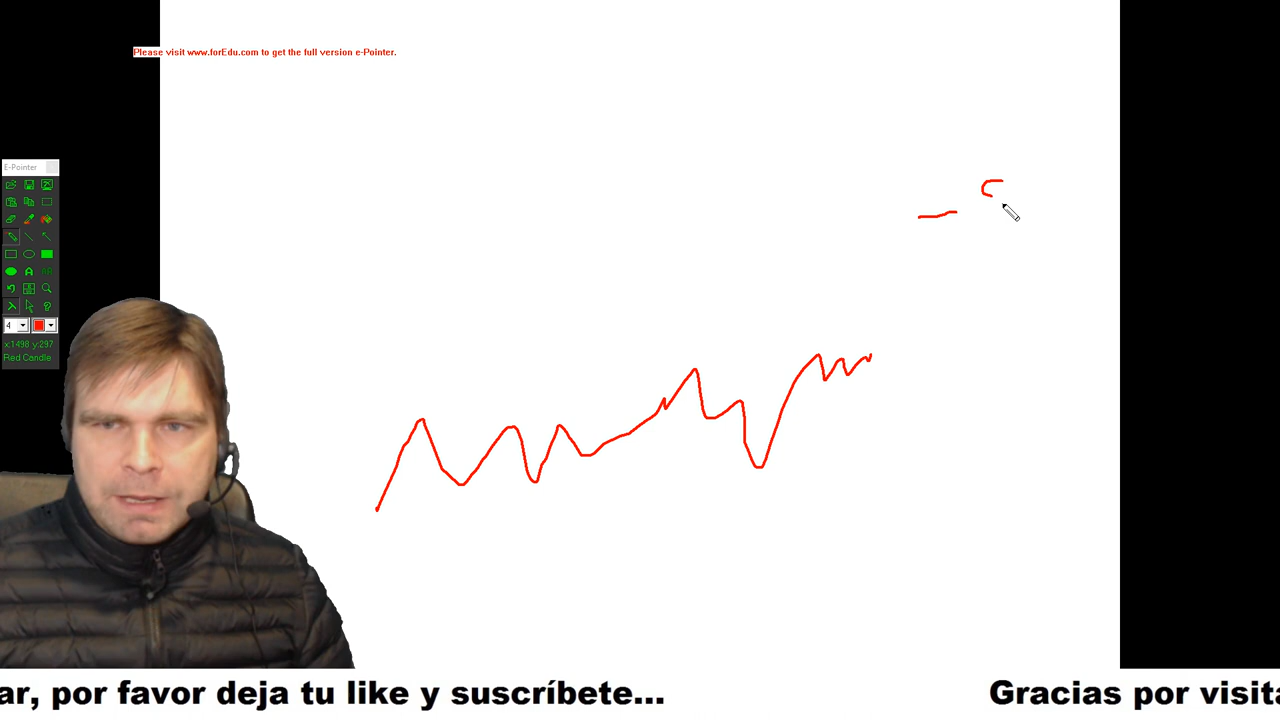 Please visit www.forEdu.com to get the full version e-Pointer.
E-Pointer
4
x:1498 y:297
Red Candle
ar, por favor deja tu like y suscríbete... Gracias por visita